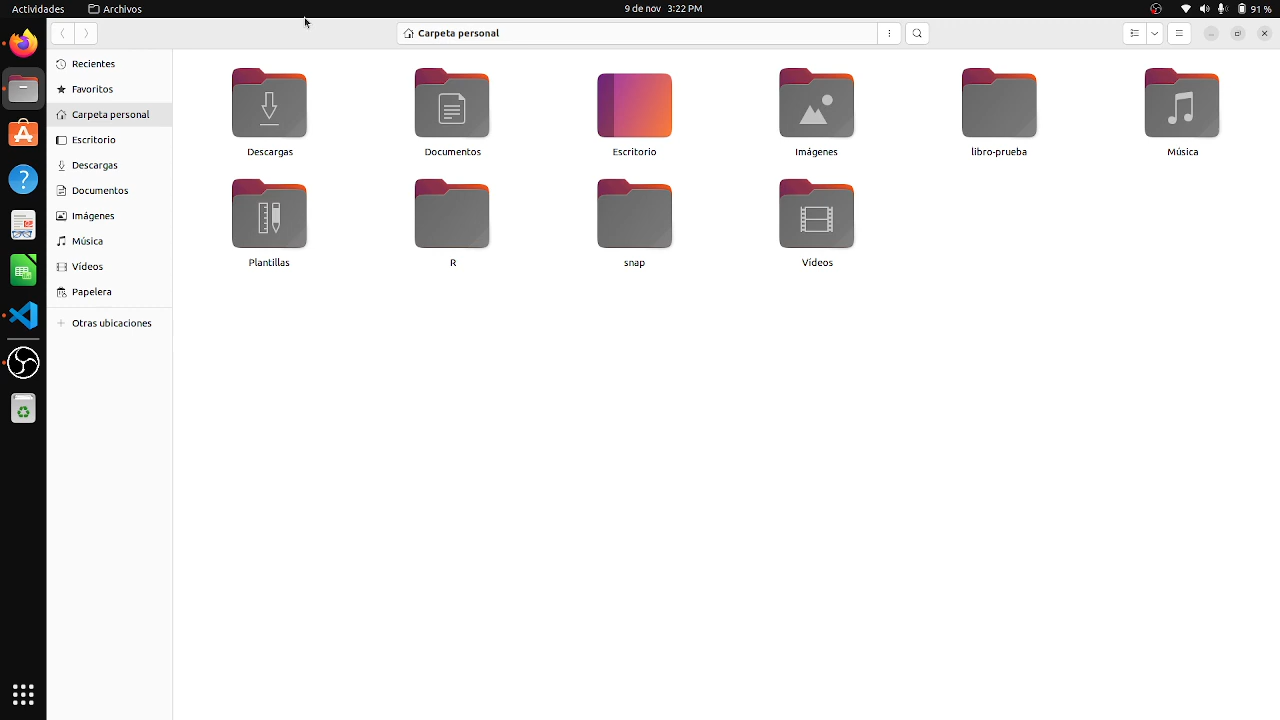 Actividades Archivos 9 de nov 3:22 PM 91 %
Carpeta personal
Recientes
Favoritos
Carpeta personal
Escritorio
Descargas
Documentos
Imágenes
Música
Vídeos
Papelera
Otras ubicaciones
Descargas Documentos Escritorio Imágenes libro-prueba Música
Plantillas R snap Vídeos